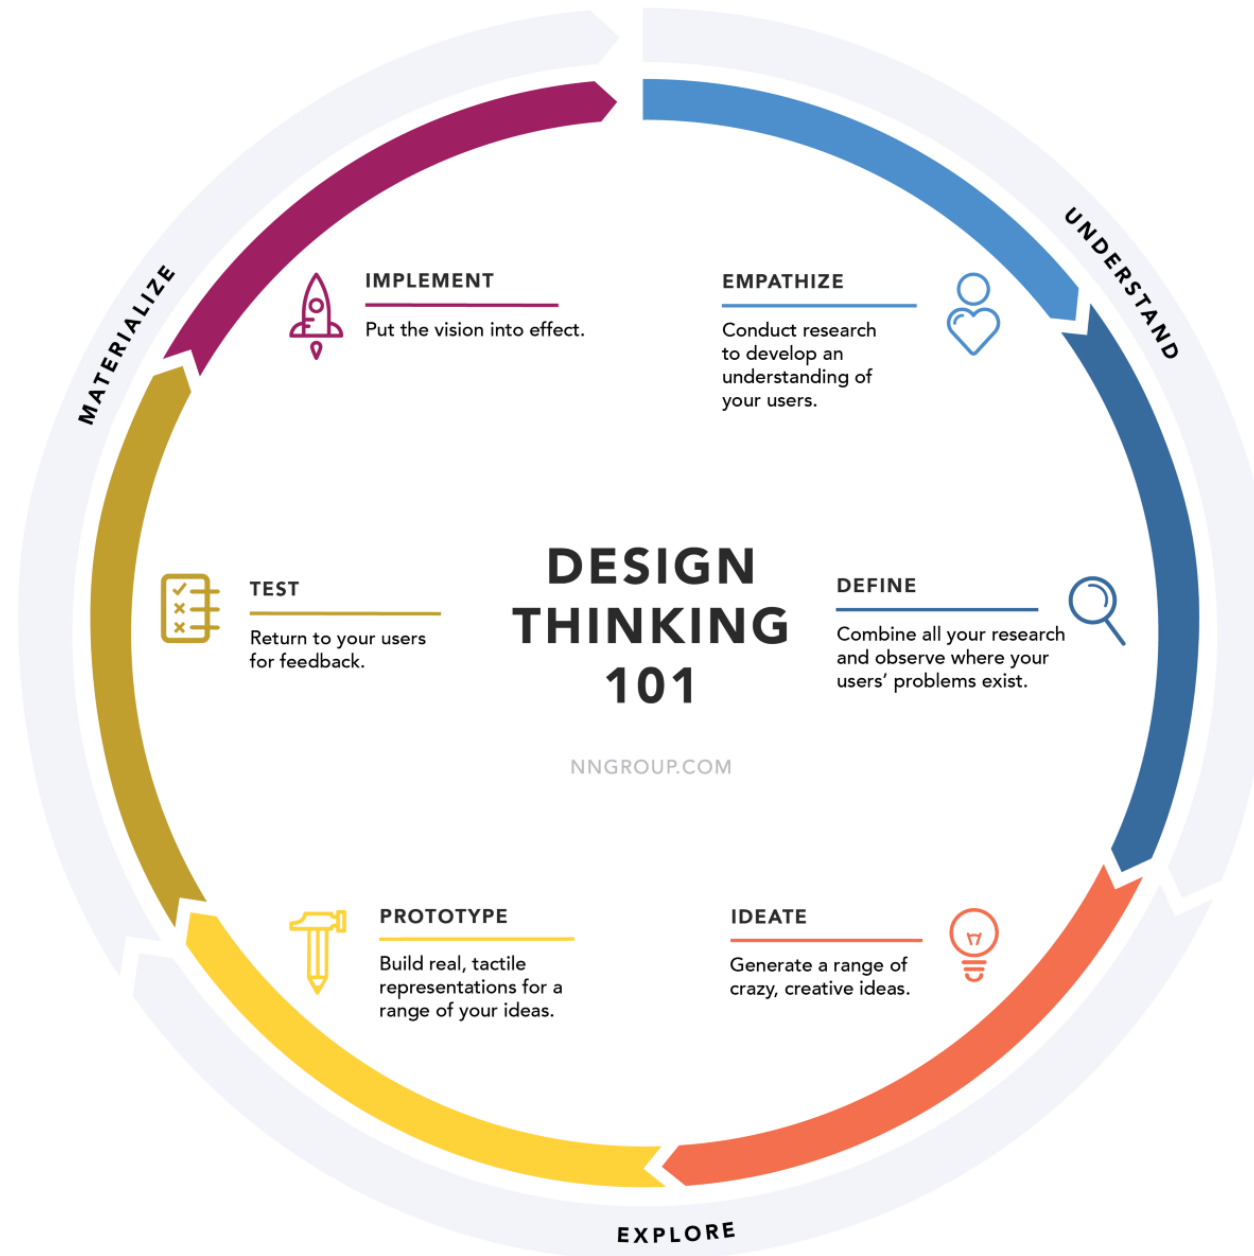 UNDERSTAND
MATERIALIZE
IMPLEMENT
Put the vision into effect.
EMPATHIZE
Conduct research
to develop an
understanding of
your users.
DESIGN
THINKING
101
NNGROUP.COM
TEST
Return to your users
for feedback.
DEFINE
Combine all your research
and observe where your
users’ problems exist.
PROTOTYPE
Build real, tactile
representations for a
range of your ideas.
IDEATE
Generate a range of
crazy, creative ideas.
EXPLORE